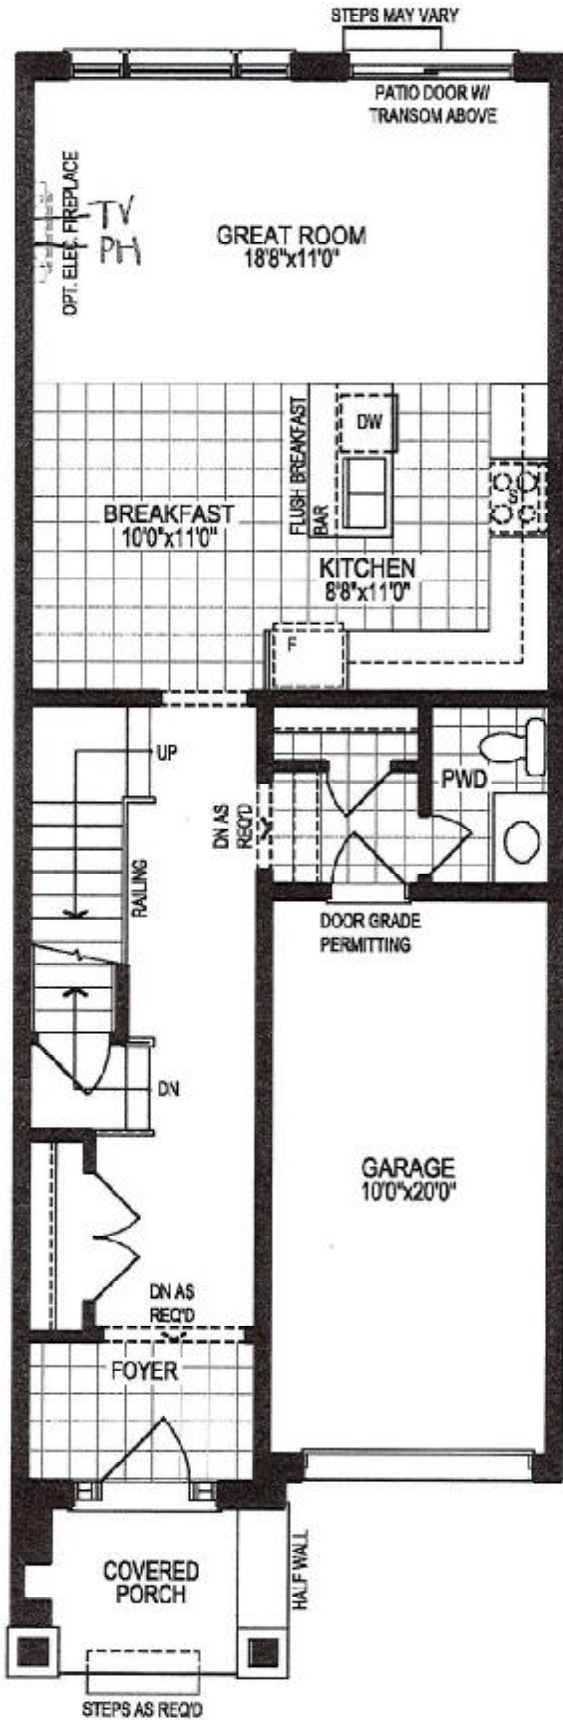 STEPS MAY VARY
PATIO DOOR W/
TRANSOM ABOVE
OPT. ELEC. FIREPLACE
TV
PH
GREAT ROOM
18'8"x11'0"
FLUSH BREAKFAST
BAR
DW
S
BREAKFAST
10'0"x11'0"
KITCHEN
8'8"x11'0"
F
UP
RAILING
DN AS
REQ'D
PWD
DOOR GRADE
PERMITTING
DN
GARAGE
10'0"x20'0"
DN AS
REQ'D
FOYER
COVERED
PORCH
HALF WALL
STEPS AS REQ'D